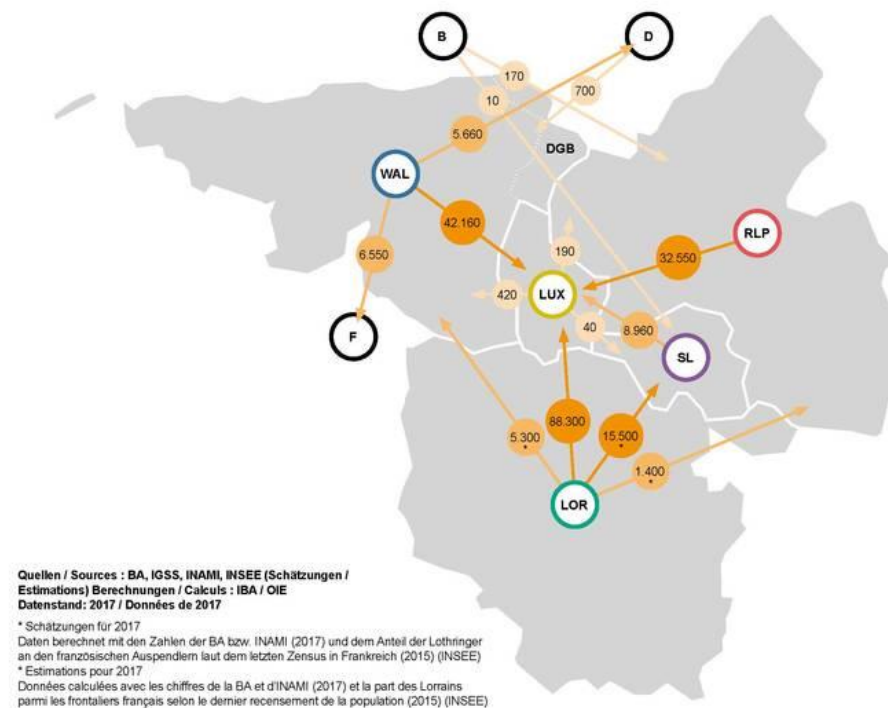 B
D
170
700
10
5.660
DGB
WAL
42.160
RLP
190
32.550
6.550
LUX
420
40
8.960
F
SL
88.300
5.300
*
15.500
*
1.400
*
LOR
Quellen / Sources : BA, IGSS, INAMI, INSEE (Schätzungen /
Estimations) Berechnungen / Calculs : IBA / OIE
Datenstand: 2017 / Données de 2017
* Schätzungen für 2017
Daten berechnet mit den Zahlen der BA bzw. INAMI (2017) und dem Anteil der Lothringer
an den französischen Auspendlern laut dem letzten Zensus in Frankreich (2015) (INSEE)
* Estimations pour 2017
Données calculées avec les chiffres de la BA et d'INAMI (2017) et la part des Lorrains
parmi les frontaliers français selon le dernier recensement de la population (2015) (INSEE)